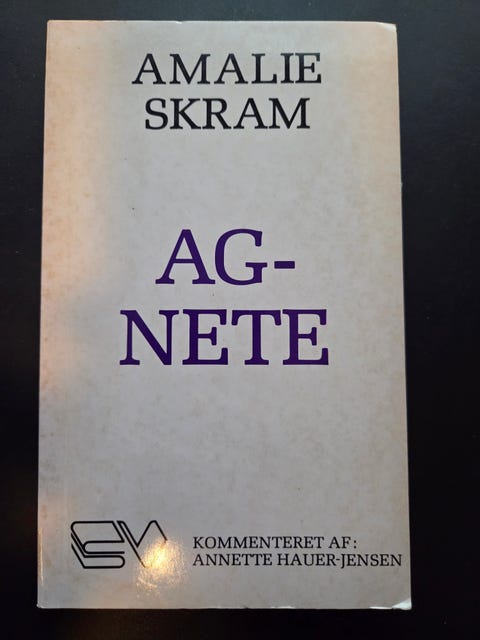 AMALIE
SKRAM
AG-
NETE
KOMMENTERET AF:
ANNETTE HAUER-JENSEN